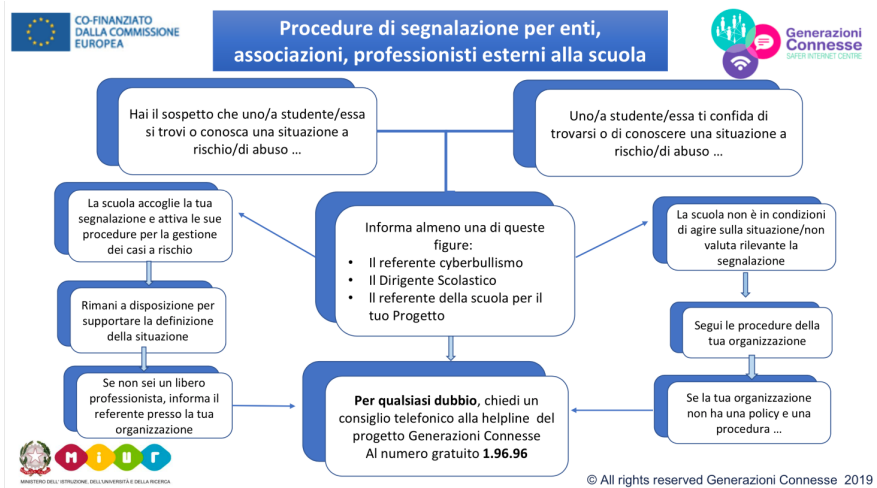 CO-FINANZIATO
DALLA COMMISSIONE
EUROPEA
Procedure di segnalazione per enti,
associazioni, professionisti esterni alla scuola
Generazioni
Connesse
SAFER INTERNET CENTRE
Hai il sospetto che uno/a studente/essa
si trovi o conosca una situazione a
rischio/di abuso …
Uno/a studente/essa ti confida di
trovarsi o di conoscere una situazione a
rischio/di abuso …
La scuola accoglie la tua
segnalazione e attiva le sue
procedure per la gestione
dei casi a rischio
Informa almeno una di queste
figure:
• Il referente cyberbullismo
• Il Dirigente Scolastico
• Il referente della scuola per il
tuo Progetto
La scuola non è in condizioni
di agire sulla situazione/non
valuta rilevante la
segnalazione
Rimani a disposizione per
supportare la definizione
della situazione
Segui le procedure della
tua organizzazione
Se non sei un libero
professionista, informa il
referente presso la tua
organizzazione
Per qualsiasi dubbio, chiedi un
consiglio telefonico alla helpline del
progetto Generazioni Connesse
Al numero gratuito 1.96.96
Se la tua organizzazione
non ha una policy e una
procedura …
miur
MINISTERO DELL' ISTRUZIONE, DELL'UNIVERSITÀ E DELLA RICERCA
© All rights reserved Generazioni Connesse 2019